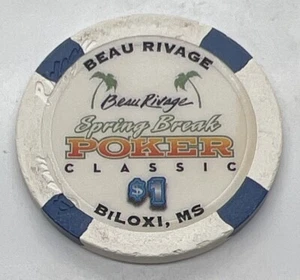 BEAU RIVAGE
Beau Rivage
Spring Break
POKER
CLASSIC
$1
BiLOXI, MS